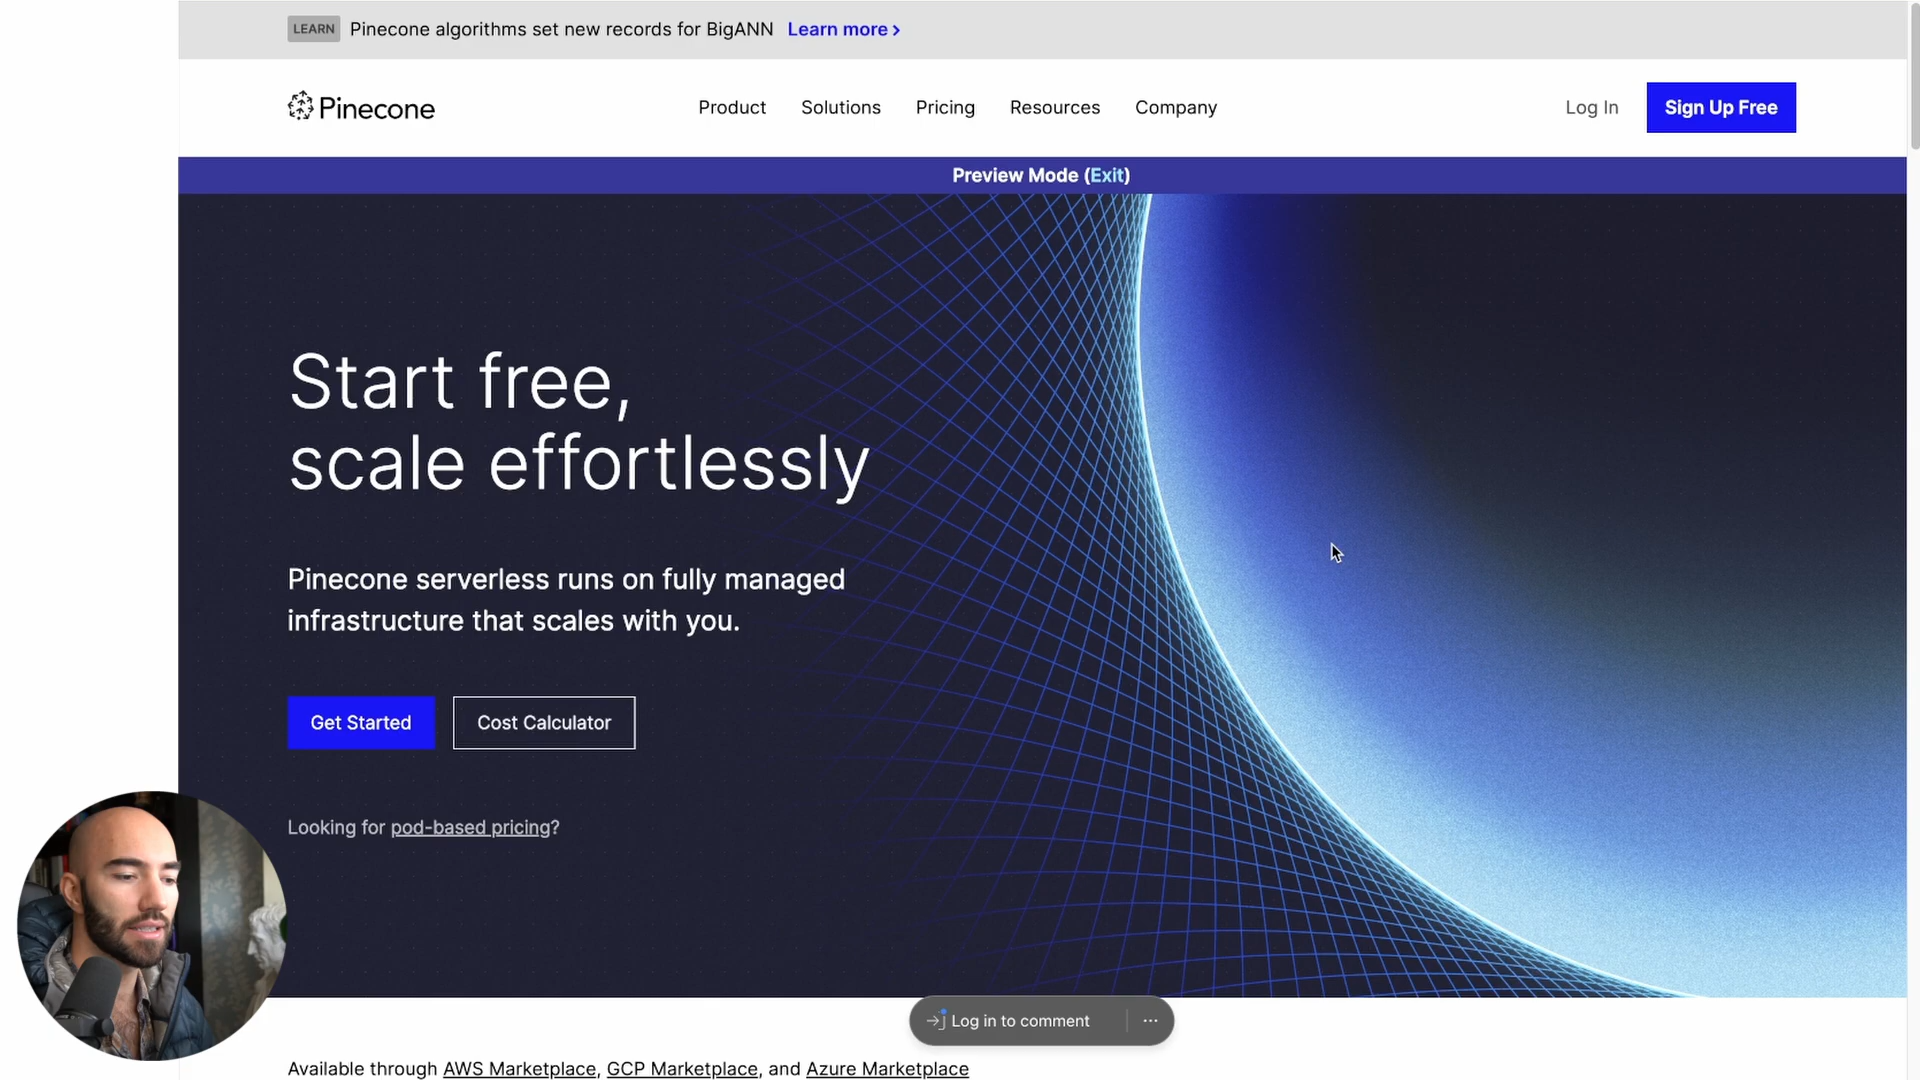 LEARN Pinecone algorithms set new records for BigANN Learn more ›
Pinecone Product Solutions Pricing Resources Company Log In Sign Up Free
Preview Mode (Exit)
Start free,
scale effortlessly
Pinecone serverless runs on fully managed
infrastructure that scales with you.
Get Started Cost Calculator
Looking for pod-based pricing?
Log in to comment ···
Available through AWS Marketplace, GCP Marketplace, and Azure Marketplace